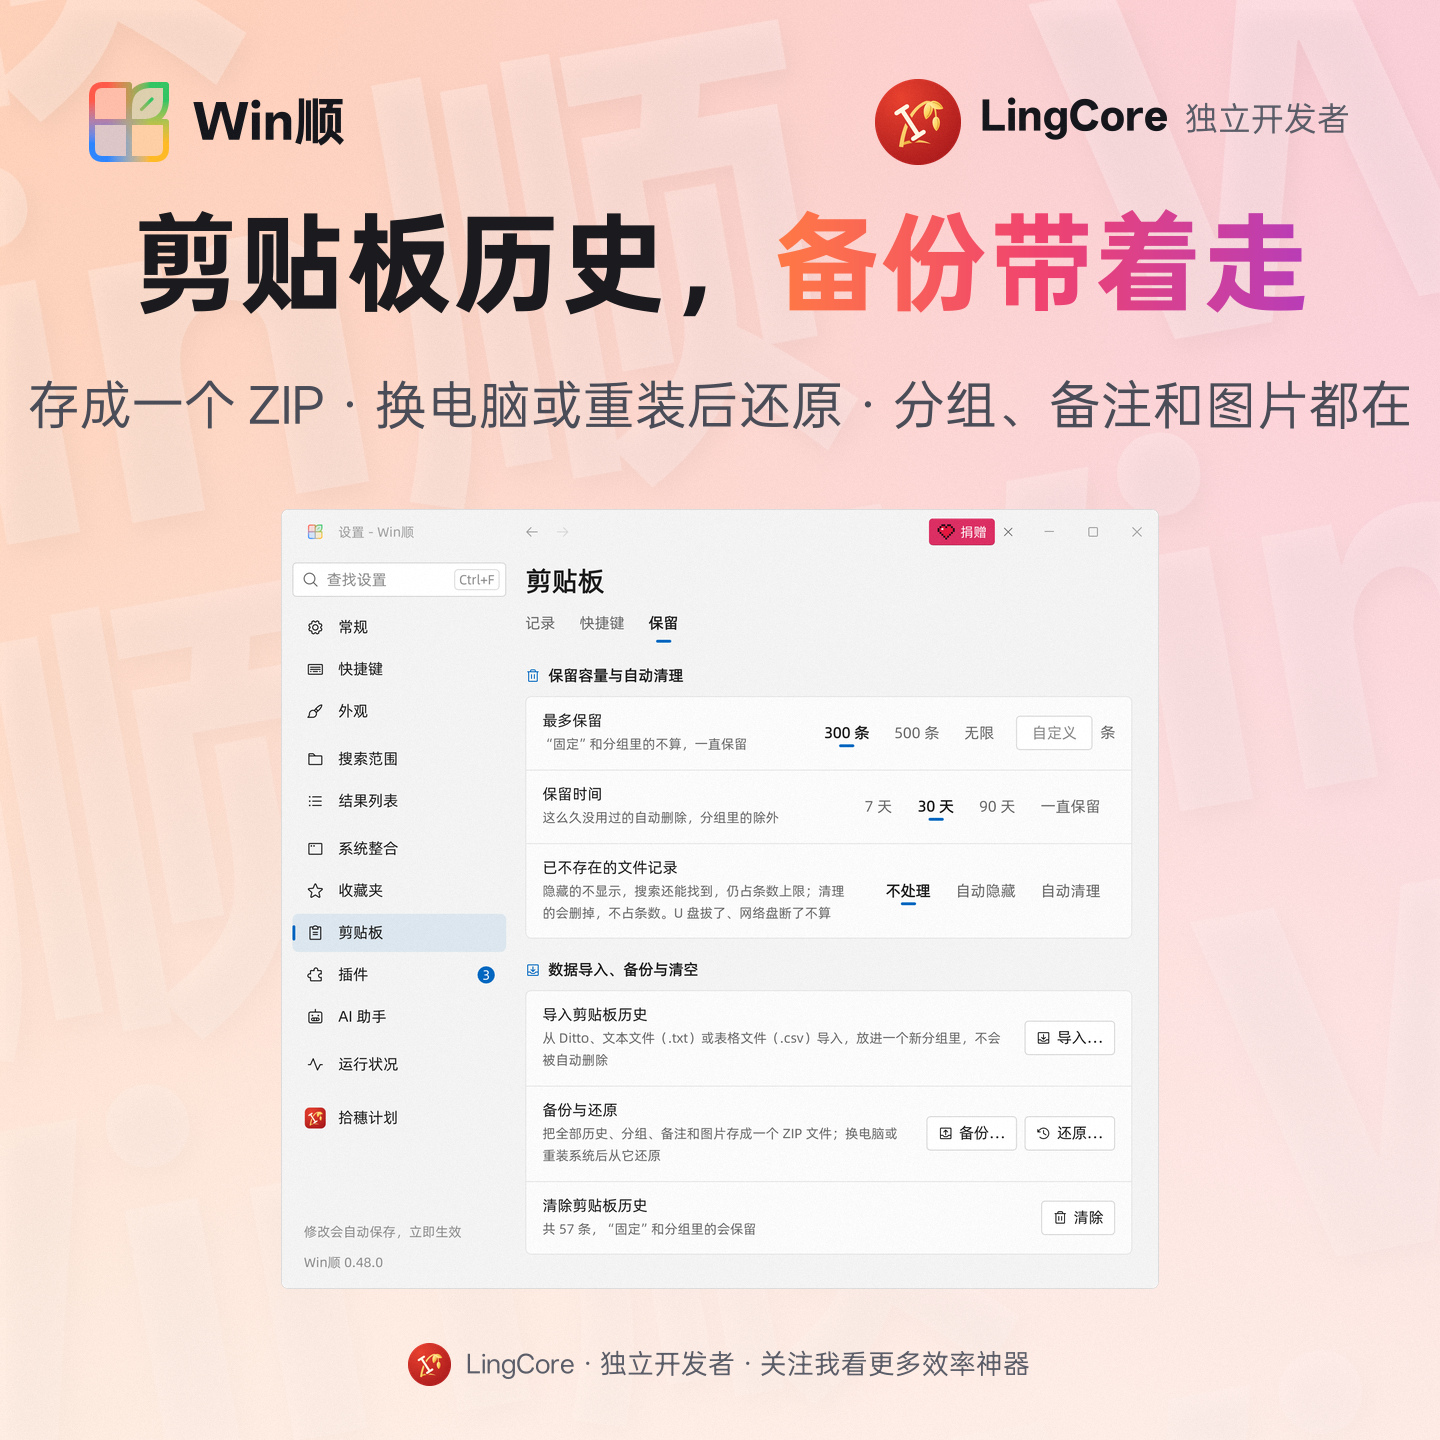 Win顺
LingCore 独立开发者
剪贴板历史，备份带着走
存成一个 ZIP · 换电脑或重装后还原 · 分组、备注和图片都在
设置 - Win顺
捐赠
查找设置 Ctrl+F
常规
快捷键
外观
搜索范围
结果列表
系统整合
收藏夹
剪贴板
插件 3
AI 助手
运行状况
拾穗计划
修改会自动保存，立即生效
Win顺 0.48.0
剪贴板
记录 快捷键 保留
保留容量与自动清理
最多保留
“固定”和分组里的不算，一直保留
300 条 500 条 无限 自定义 条
保留时间
这么久没用过的自动删除，分组里的除外
7 天 30 天 90 天 一直保留
已不存在的文件记录
隐藏的不显示，搜索还能找到，仍占条数上限；清理
的会删掉，不占条数。U 盘拔了、网络盘断了不算
不处理 自动隐藏 自动清理
数据导入、备份与清空
导入剪贴板历史
从 Ditto、文本文件（.txt）或表格文件（.csv）导入，放进一个新分组里，不会
被自动删除
导入...
备份与还原
把全部历史、分组、备注和图片存成一个 ZIP 文件；换电脑或
重装系统后从它还原
备份... 还原...
清除剪贴板历史
共 57 条，“固定”和分组里的会保留
清除
LingCore · 独立开发者 · 关注我看更多效率神器